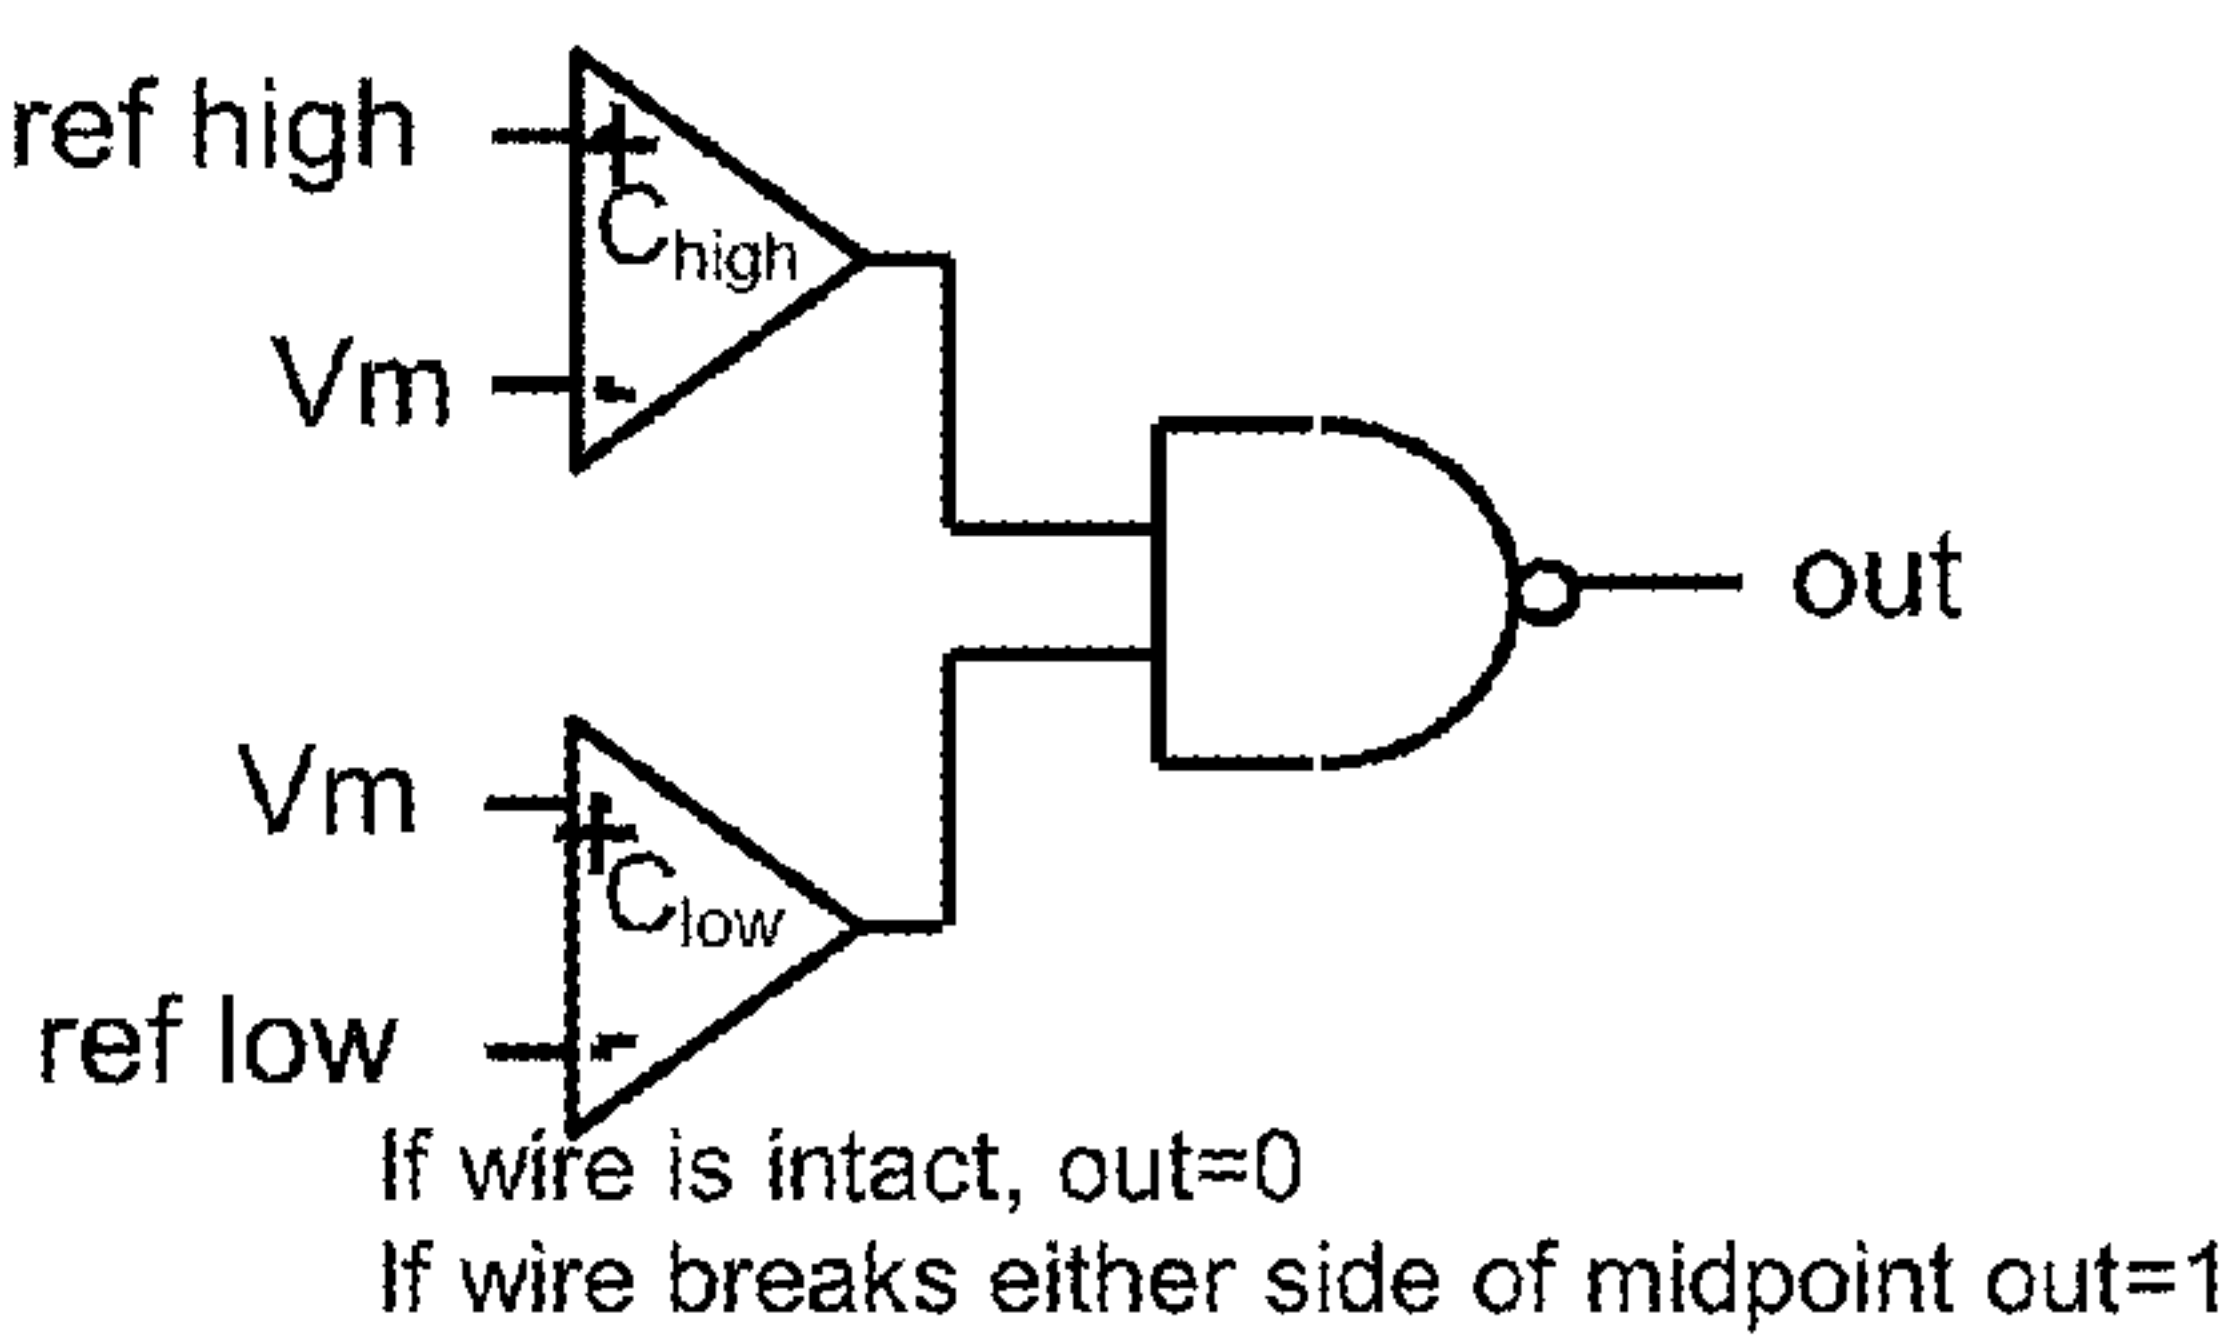 ref high
+
C_high
Vm
-
out
Vm
+
C_low
ref low
-
If wire is intact, out=0
If wire breaks either side of midpoint out=1